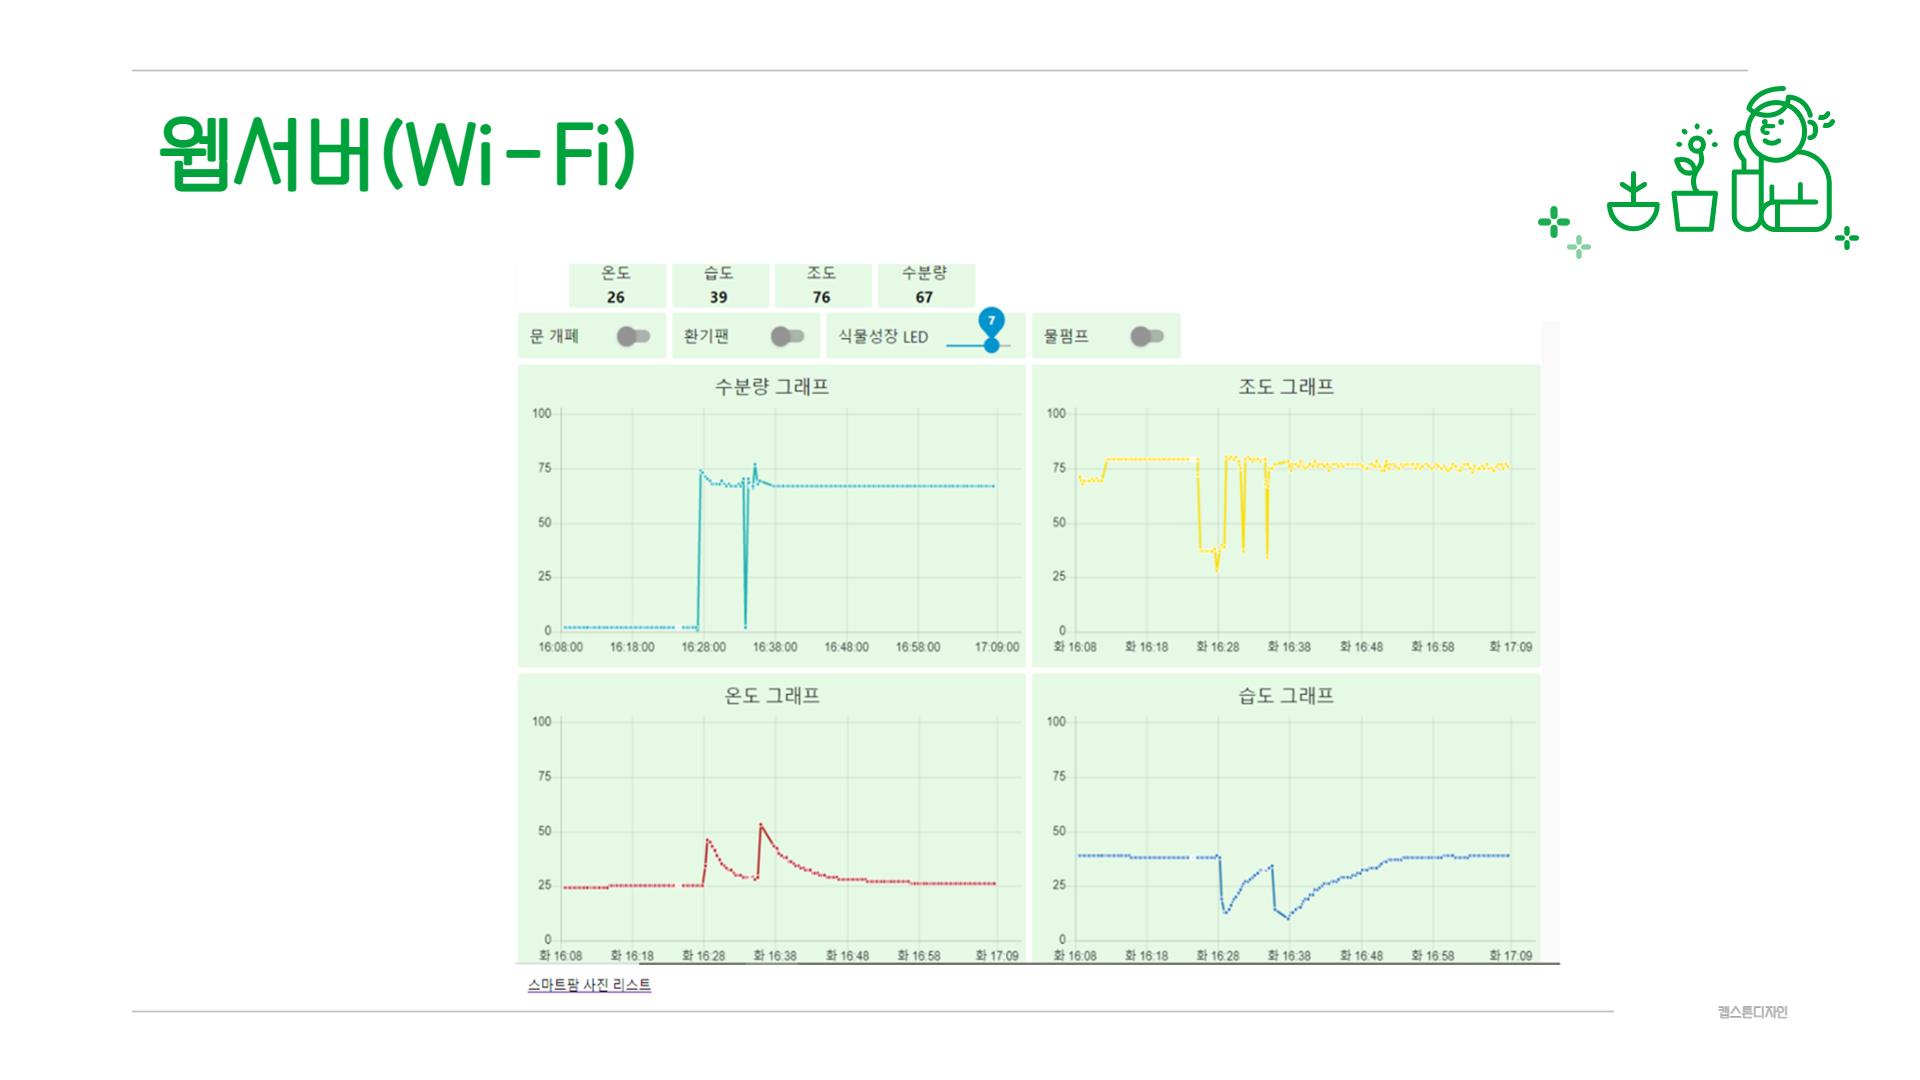 웹서버(Wi-Fi)
온도 습도 조도 수분량
26 39 76 67
문 개폐 환기팬 식물성장 LED 7 물펌프
수분량 그래프
100
75
50
25
0
16:08:00 16:18:00 16:28:00 16:38:00 16:48:00 16:58:00 17:09:00
조도 그래프
100
75
50
25
0
화 16:08 화 16:18 화 16:28 화 16:38 화 16:48 화 16:58 화 17:09
온도 그래프
100
75
50
25
0
화 16:08 화 16:18 화 16:28 화 16:38 화 16:48 화 16:58 화 17:09
습도 그래프
100
75
50
25
0
화 16:08 화 16:18 화 16:28 화 16:38 화 16:48 화 16:58 화 17:09
스마트팜 사진 리스트
캡스톤디자인